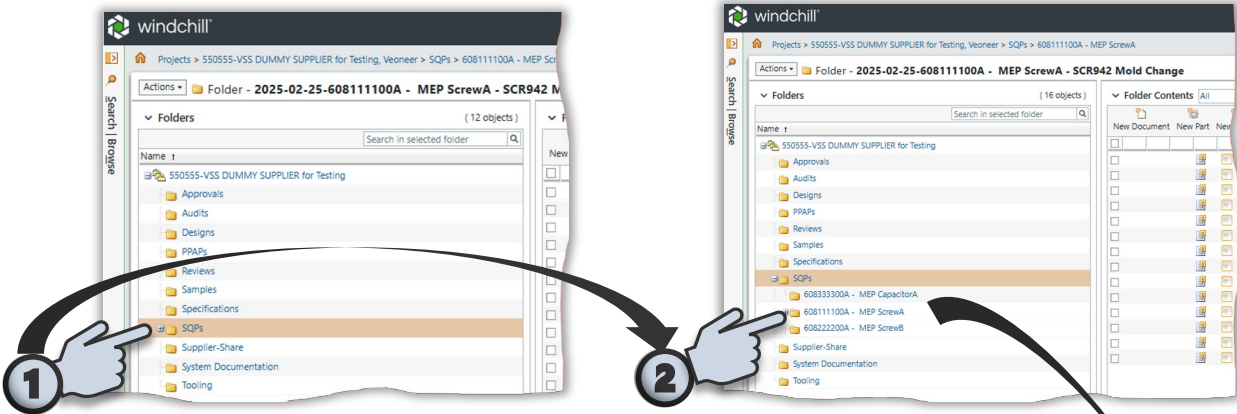 windchill
Projects > 550555-VSS DUMMY SUPPLIER for Testing, Veoneer > SQPs > 608111100A - MEP Scr
Search | Browse
Actions
Folder - 2025-02-25-608111100A - MEP ScrewA - SCR942 M
Folders
( 12 objects )
Search in selected folder
New
Name
550555-VSS DUMMY SUPPLIER for Testing
Approvals
Audits
Designs
PPAPs
Reviews
Samples
Specifications
SQPs
Supplier-Share
System Documentation
Tooling
1
windchill
Projects > 550555-VSS DUMMY SUPPLIER for Testing, Veoneer > SQPs > 608111100A - MEP ScrewA
Search | Browse
Actions
Folder - 2025-02-25-608111100A - MEP ScrewA - SCR942 Mold Change
Folders
( 16 objects )
Folder Contents
All
Search in selected folder
New Document New Part New
Name
550555-VSS DUMMY SUPPLIER for Testing
Approvals
Audits
Designs
PPAPs
Reviews
Samples
Specifications
SQPs
608333300A - MEP CapacitorA
608111100A - MEP ScrewA
608222200A - MEP ScrewB
Supplier-Share
System Documentation
Tooling
2